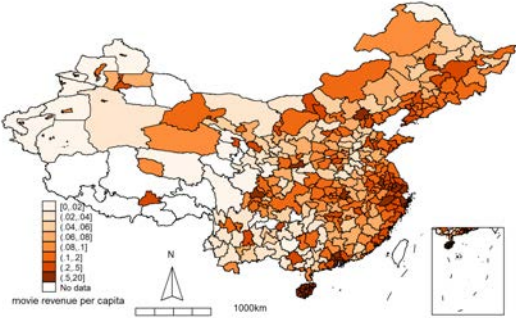 N
[0,.02]
(.02,.04]
(.04,.06]
(.06,.08]
(.08,.1]
(.1,.2]
(.2,.5]
(.5,20]
No data
movie revenue per capita
1000km